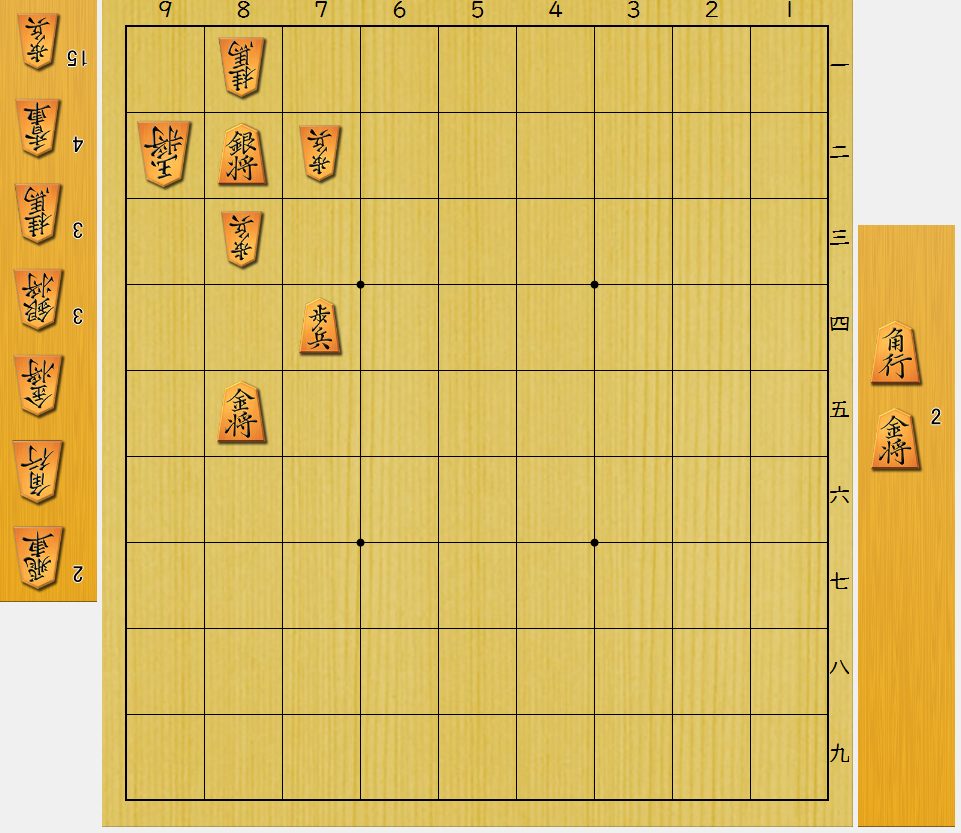 9 8 7 6 5 4 3 2 1
桂馬 一
王将 銀将 歩兵 二
歩兵 三
歩兵 四
金将 五
六
七
八
九
歩兵 15
香車 4
桂馬 3
銀将 3
金将
角行
飛車 2
角行
金将 2